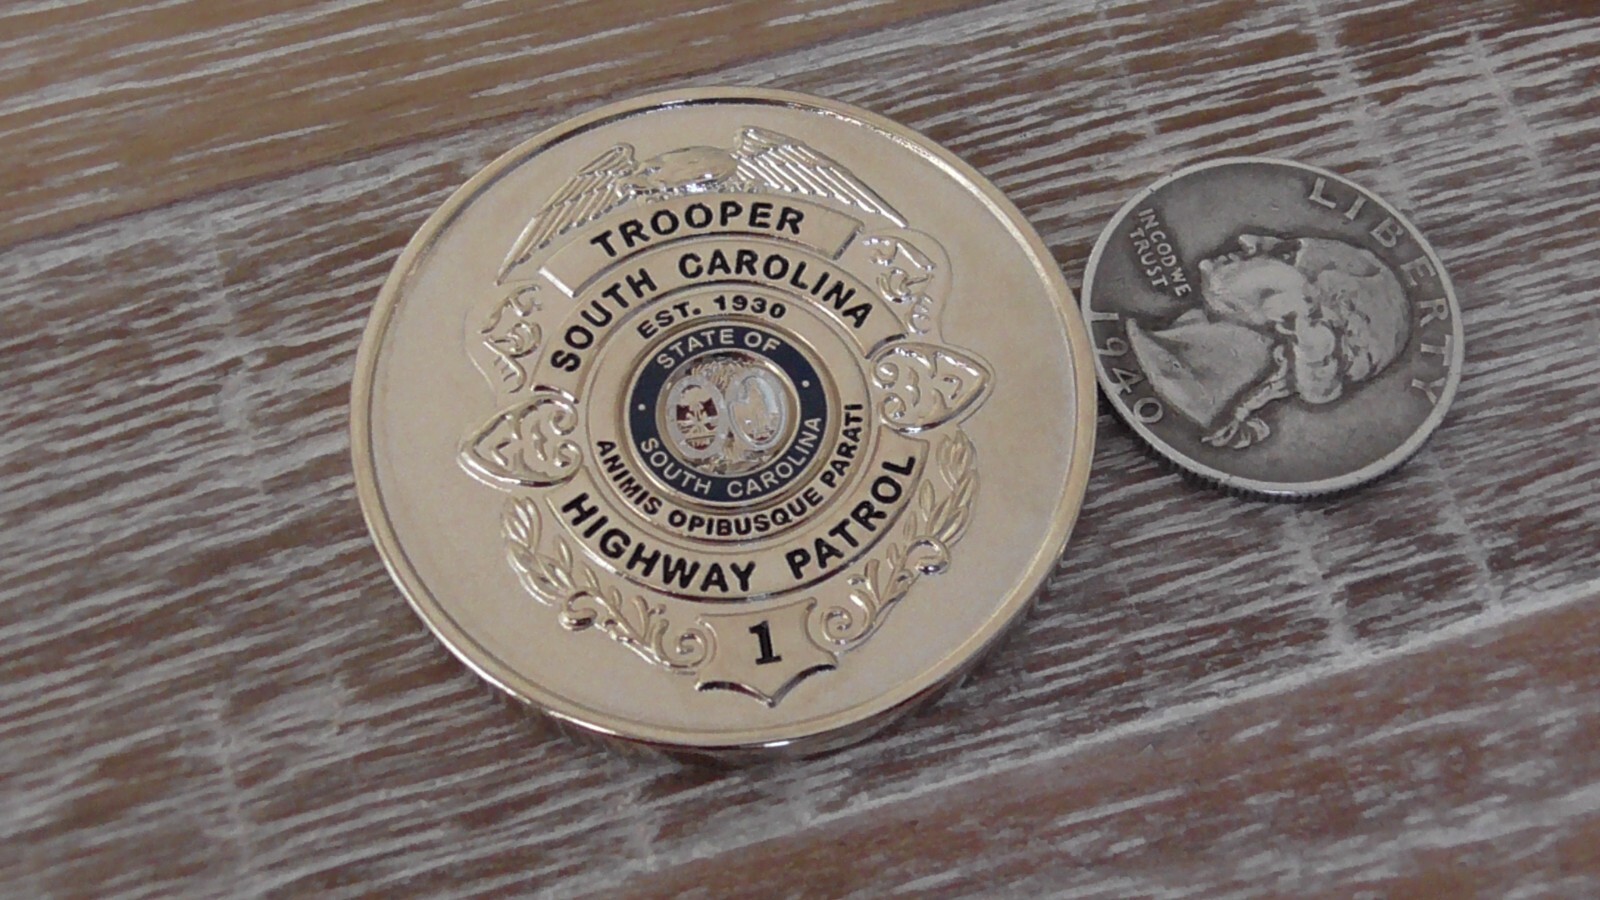 TROOPER
SOUTH CAROLINA
EST. 1930
STATE OF
SOUTH CAROLINA
ANIMIS OPIBUSQUE PARATI
HIGHWAY PATROL
1
LIBERTY
IN GOD WE
TRUST
1940